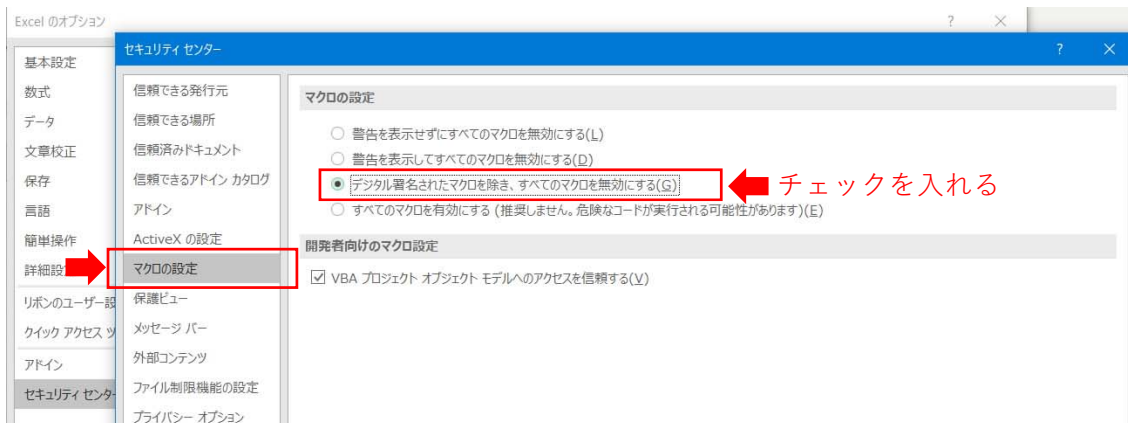 Excel のオプション
? ×
セキュリティ センター
? ×
基本設定
数式
データ
文章校正
保存
言語
簡単操作
詳細設
リボンのユーザー設
クイック アクセス ツ
アドイン
セキュリティ センター
信頼できる発行元
信頼できる場所
信頼済みドキュメント
信頼できるアドイン カタログ
アドイン
ActiveX の設定
マクロの設定
保護ビュー
メッセージ バー
外部コンテンツ
ファイル制限機能の設定
プライバシー オプション
マクロの設定
警告を表示せずにすべてのマクロを無効にする(L)
警告を表示してすべてのマクロを無効にする(D)
デジタル署名されたマクロを除き、すべてのマクロを無効にする(G)
チェックを入れる
すべてのマクロを有効にする (推奨しません。危険なコードが実行される可能性があります)(E)
開発者向けのマクロ設定
VBA プロジェクト オブジェクト モデルへのアクセスを信頼する(V)